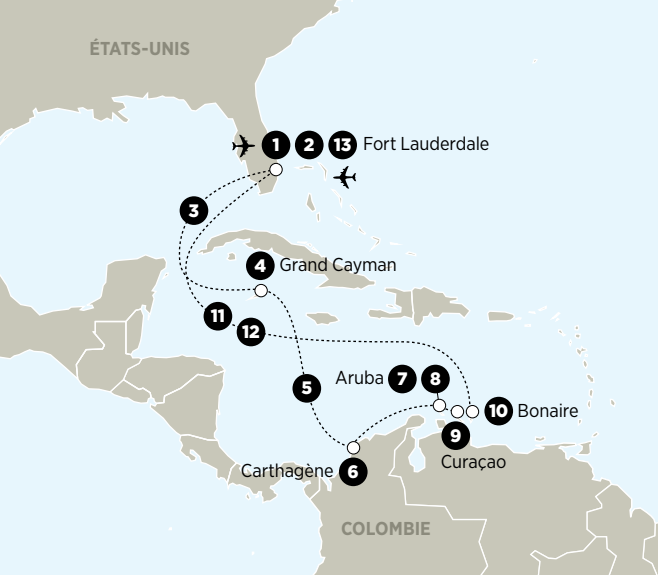 ÉTATS-UNIS
1 2 13 Fort Lauderdale
3
4 Grand Cayman
11
12
5
Aruba 7 8
10 Bonaire
9
Curaçao
Carthagène 6
COLOMBIE